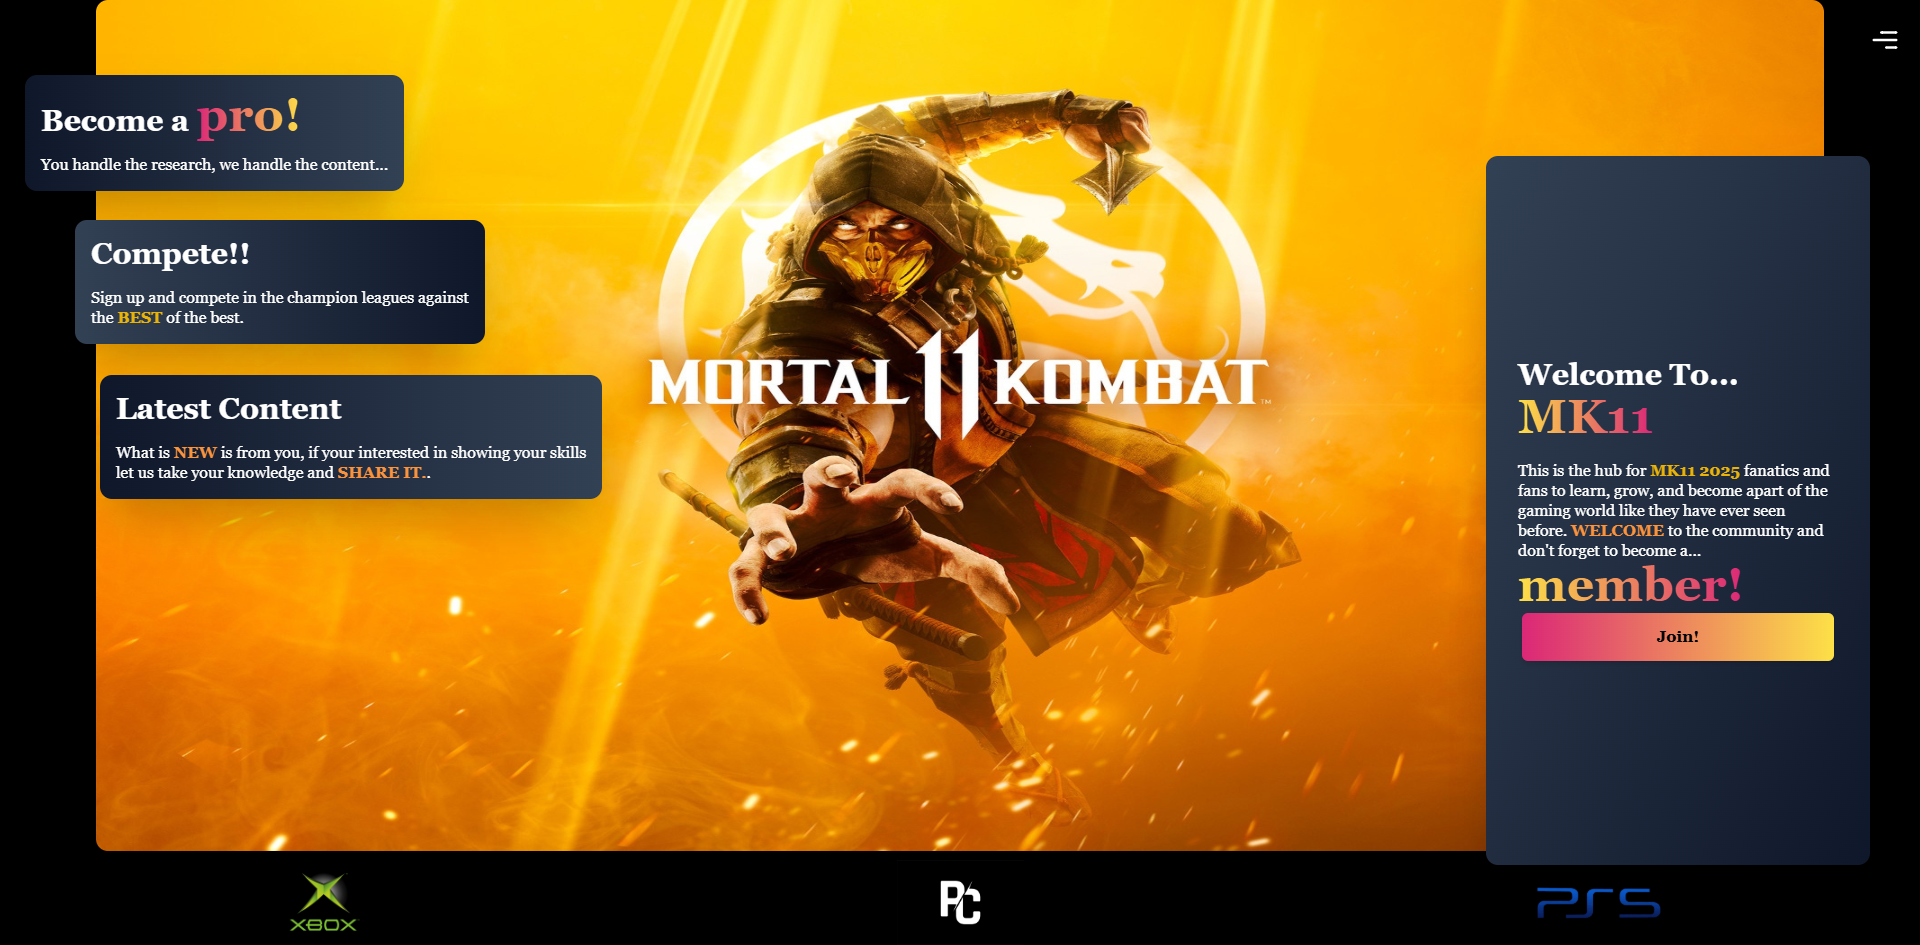 Become a pro!
You handle the research, we handle the content...
Compete!!
Sign up and compete in the champion leagues against
the BEST of the best.
Latest Content
What is NEW is from you, if your interested in showing your skills
let us take your knowledge and SHARE IT..
MORTAL 11 KOMBAT™
Welcome To...
MK11
This is the hub for MK11 2025 fanatics and
fans to learn, grow, and become apart of the
gaming world like they have ever seen
before. WELCOME to the community and
don't forget to become a...
member!
Join!
XBOX
PC
PS5